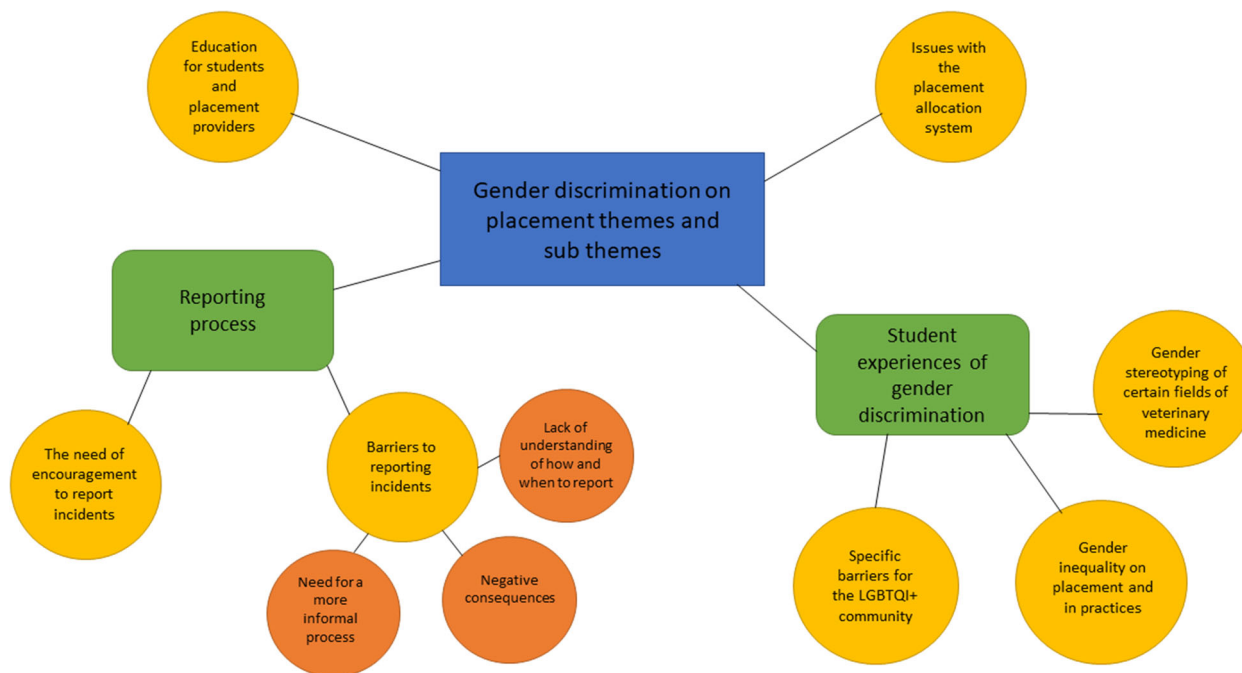 Education
for students
and
placement
providers
Issues with
the
placement
allocation
system
Gender discrimination on
placement themes and
sub themes
Reporting
process
Student
experiences of
gender
discrimination
Gender
stereotyping of
certain fields of
veterinary
medicine
The need of
encouragement
to report
incidents
Barriers to
reporting
incidents
Lack of
understanding
of how and
when to report
Need for a
more
informal
process
Negative
consequences
Specific
barriers for
the LGBTQI+
community
Gender
inequality on
placement and
in practices